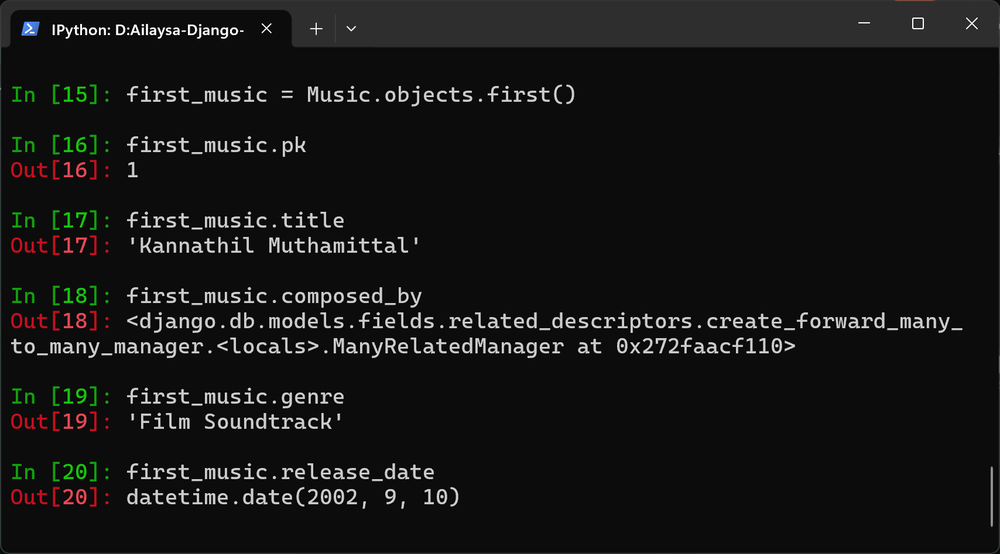 IPython: D:Ailaysa-Django-
In [15]: first_music = Music.objects.first()
In [16]: first_music.pk
Out[16]: 1
In [17]: first_music.title
Out[17]: 'Kannathil Muthamittal'
In [18]: first_music.composed_by
Out[18]: <django.db.models.fields.related_descriptors.create_forward_many_
to_many_manager.<locals>.ManyRelatedManager at 0x272faacf110>
In [19]: first_music.genre
Out[19]: 'Film Soundtrack'
In [20]: first_music.release_date
Out[20]: datetime.date(2002, 9, 10)